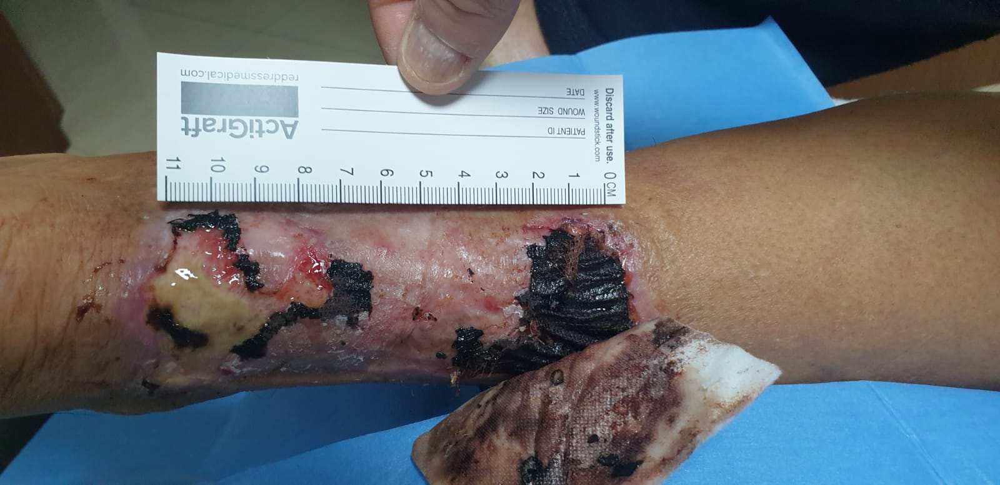 Discard after use.
www.woundstick.com
0 CM 1 2 3 4 5 6 7 8 9 10 11
PATIENT ID
WOUND SIZE
DATE
ActiGraft
reddressmedical.com